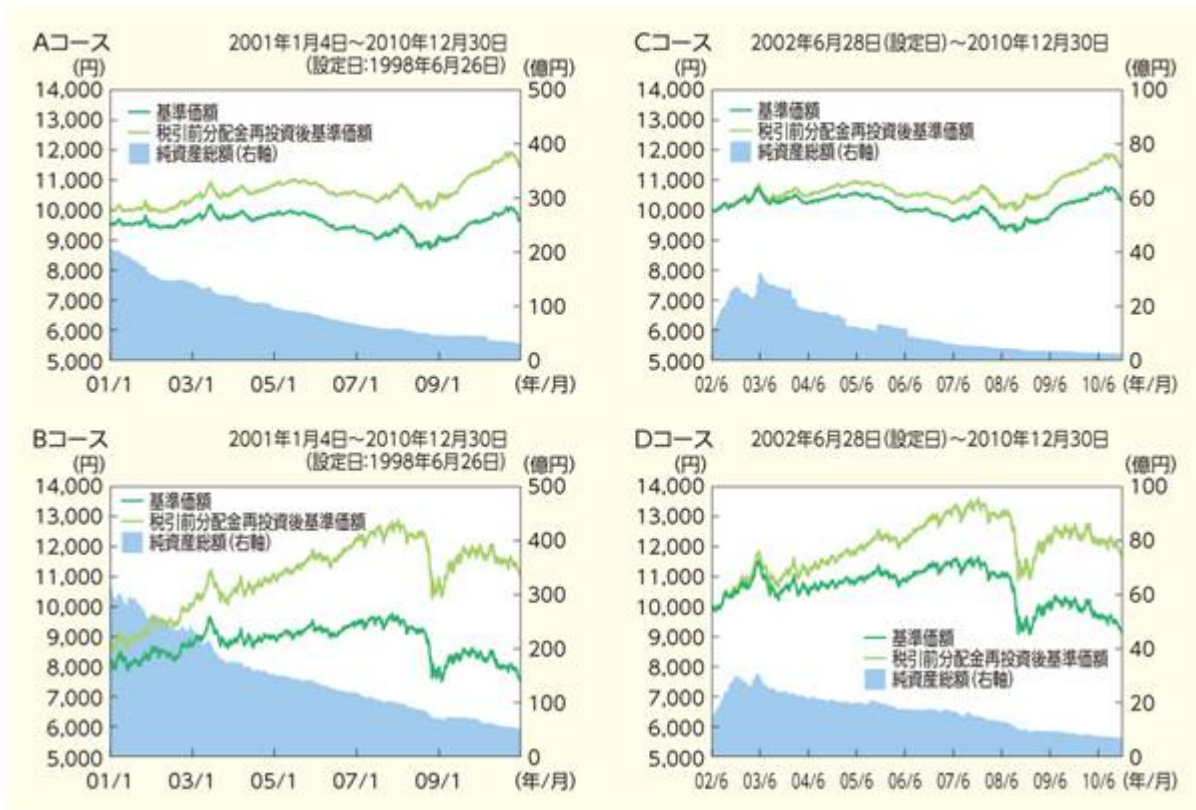 Aコース
2001年1月4日～2010年12月30日
(設定日:1998年6月26日)
(円)
(億円)
14,000
13,000
12,000
11,000
10,000
9,000
8,000
7,000
6,000
5,000
基準価額
税引前分配金再投資後基準価額
純資産総額(右軸)
500
400
300
200
100
0
01/1 03/1 05/1 07/1 09/1 (年/月)
Cコース
2002年6月28日(設定日)～2010年12月30日
(円)
(億円)
14,000
13,000
12,000
11,000
10,000
9,000
8,000
7,000
6,000
5,000
基準価額
税引前分配金再投資後基準価額
純資産総額(右軸)
100
80
60
40
20
0
02/6 03/6 04/6 05/6 06/6 07/6 08/6 09/6 10/6 (年/月)
Bコース
2001年1月4日～2010年12月30日
(設定日:1998年6月26日)
(円)
(億円)
14,000
13,000
12,000
11,000
10,000
9,000
8,000
7,000
6,000
5,000
基準価額
税引前分配金再投資後基準価額
純資産総額(右軸)
500
400
300
200
100
0
01/1 03/1 05/1 07/1 09/1 (年/月)
Dコース
2002年6月28日(設定日)～2010年12月30日
(円)
(億円)
14,000
13,000
12,000
11,000
10,000
9,000
8,000
7,000
6,000
5,000
基準価額
税引前分配金再投資後基準価額
純資産総額(右軸)
100
80
60
40
20
0
02/6 03/6 04/6 05/6 06/6 07/6 08/6 09/6 10/6 (年/月)